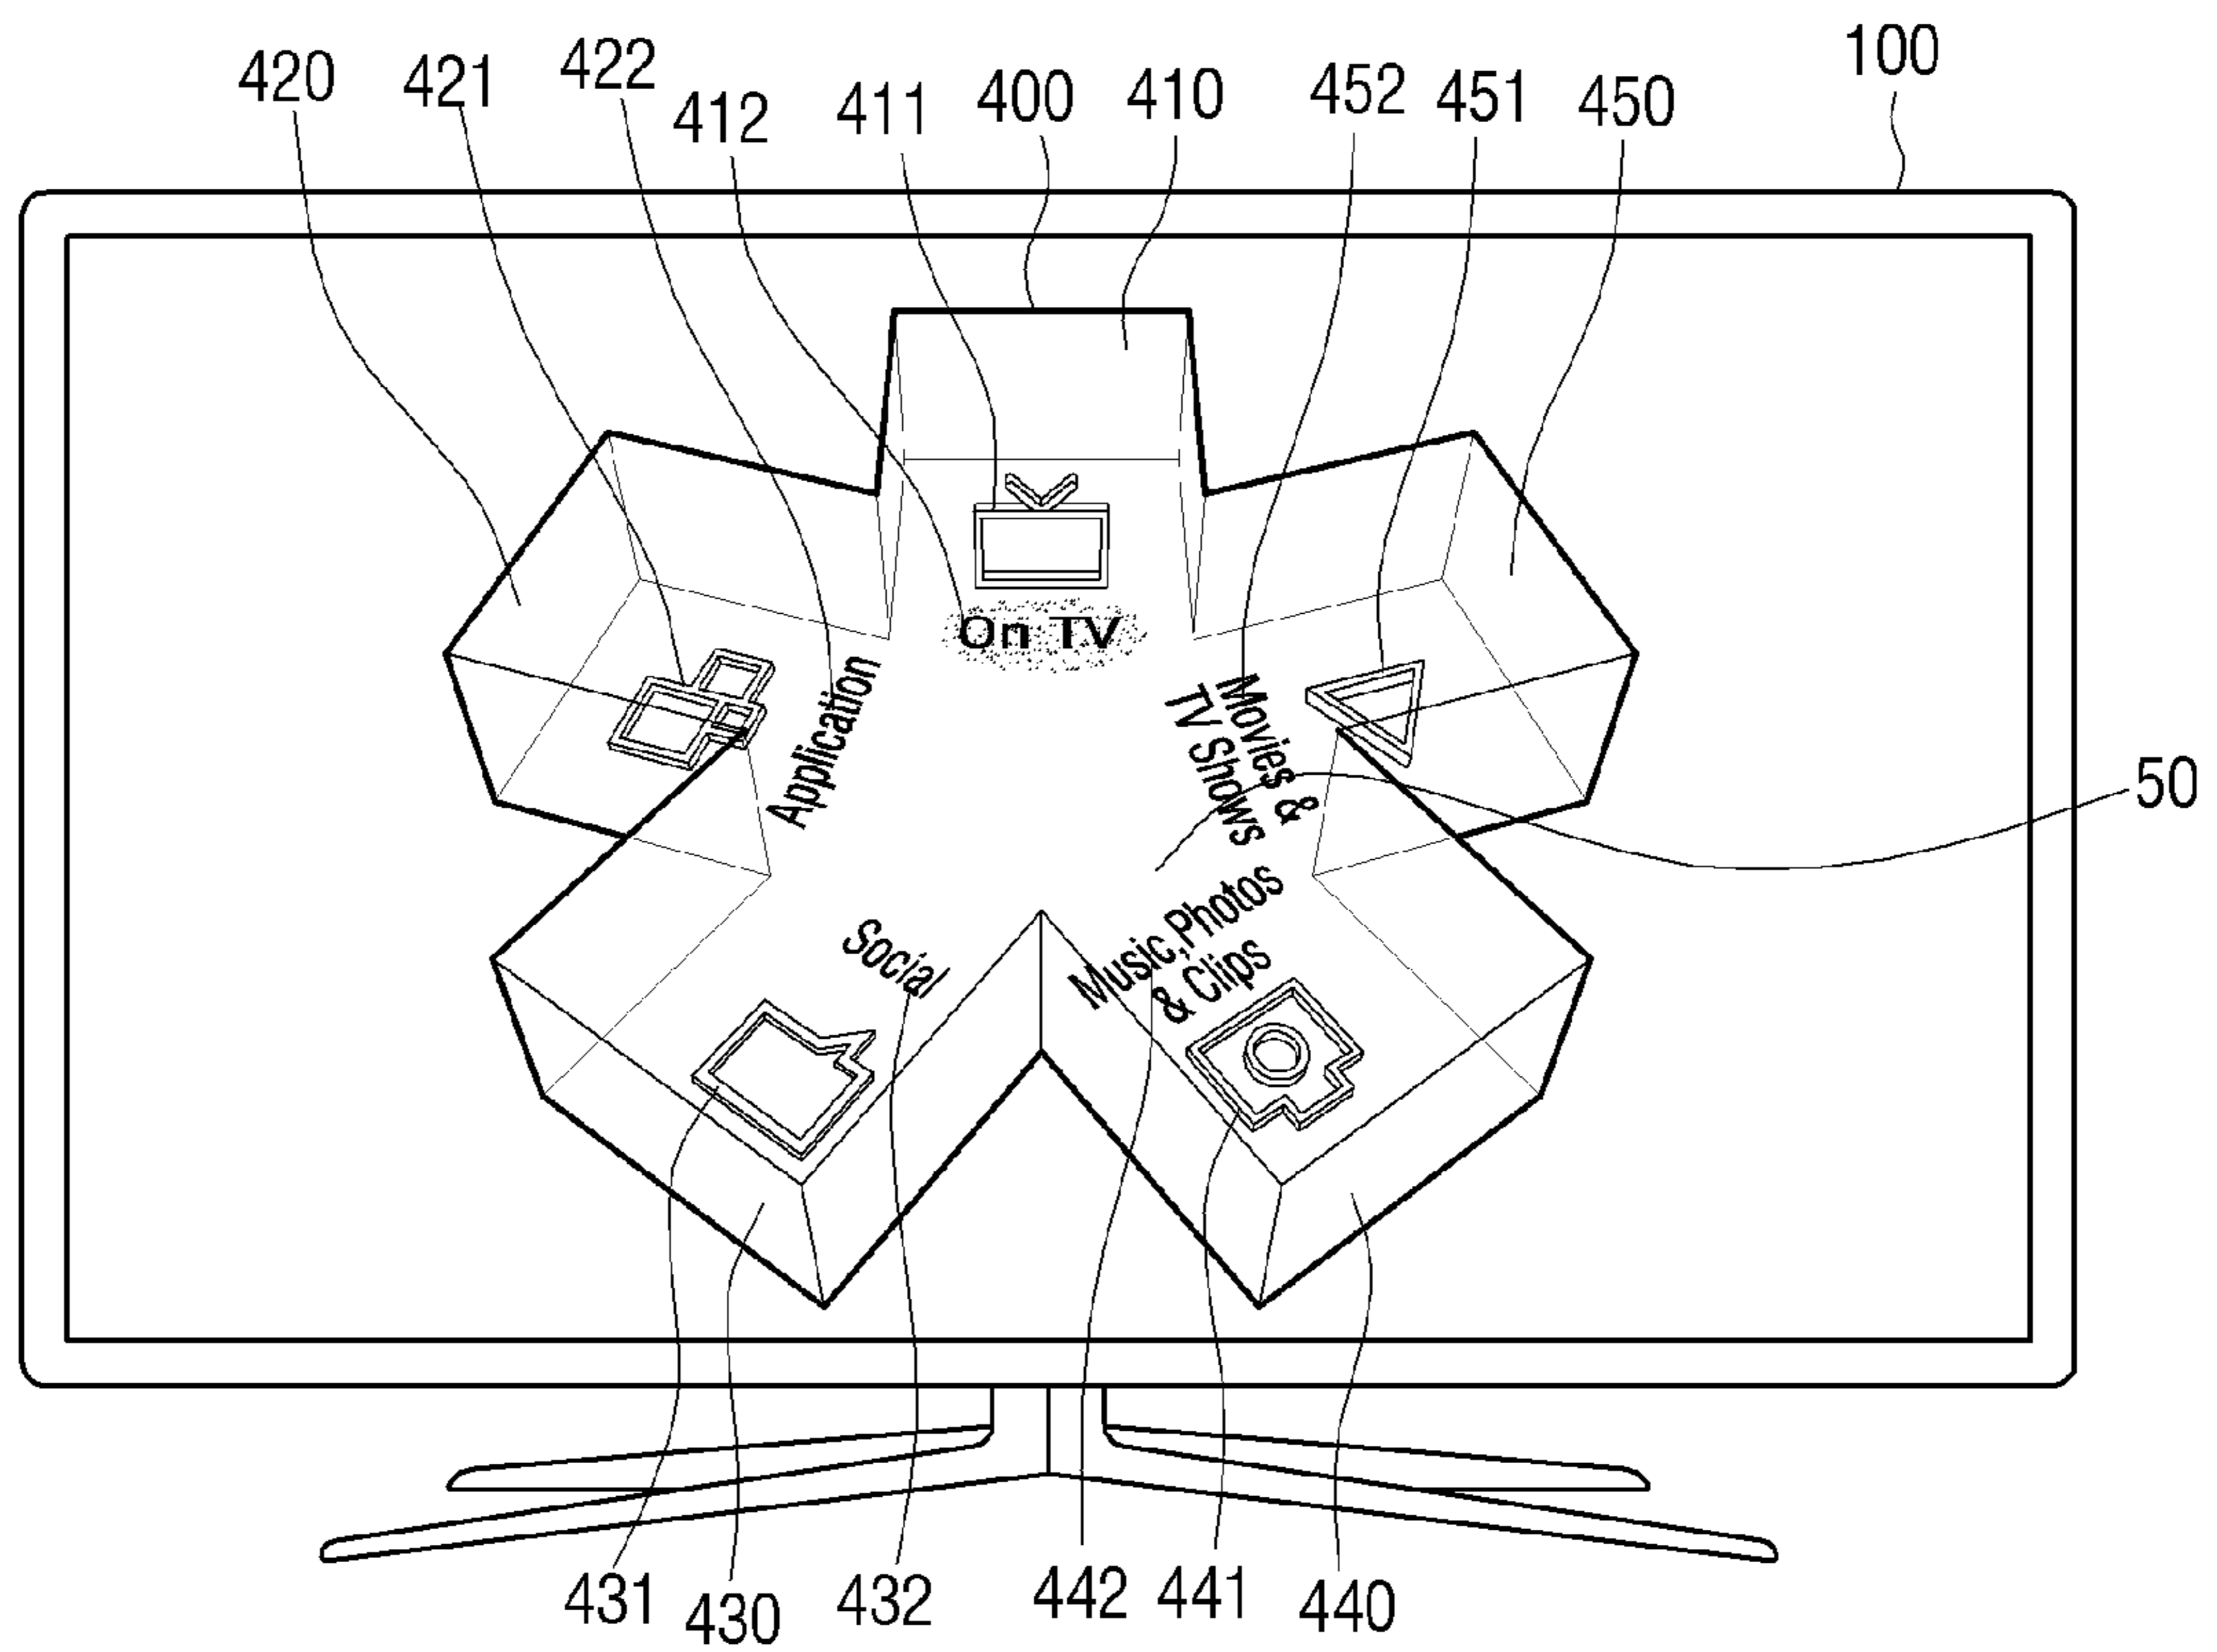 420 421 422 412 411 400 410 452 451 450 100
On TV
Application
Movies &
TV Shows
50
Social
Music,Photos
& Clips
431 430 432 442 441 440